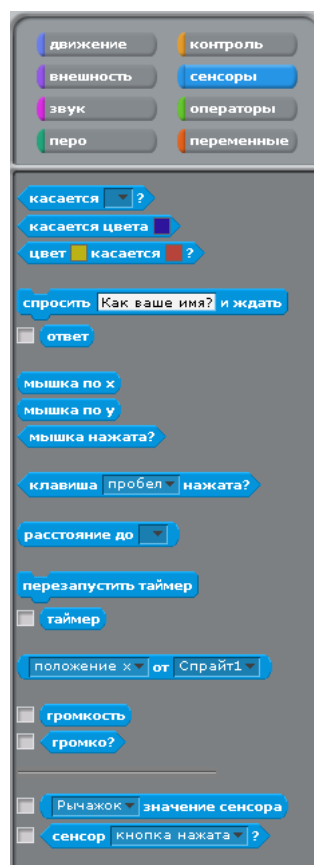 движение контроль
внешность сенсоры
звук операторы
перо переменные
касается ?
касается цвета
цвет касается ?
спросить Как ваше имя? и ждать
ответ
мышка по x
мышка по y
мышка нажата?
клавиша пробел нажата?
расстояние до
перезапустить таймер
таймер
положение x от Спрайт1
громкость
громко?
Рычажок значение сенсора
сенсор кнопка нажата ?